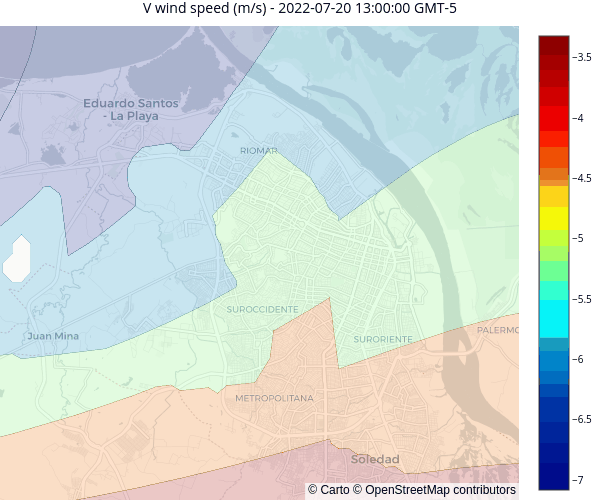 V wind speed (m/s) - 2022-07-20 13:00:00 GMT-5
Eduardo Santos
- La Playa
RIOMAR
Juan Mina
SUROCCIDENTE
SURORIENTE
PALERMO
METROPOLITANA
Soledad
© Carto © OpenStreetMap contributors
−3.5
−4
−4.5
−5
−5.5
−6
−6.5
−7